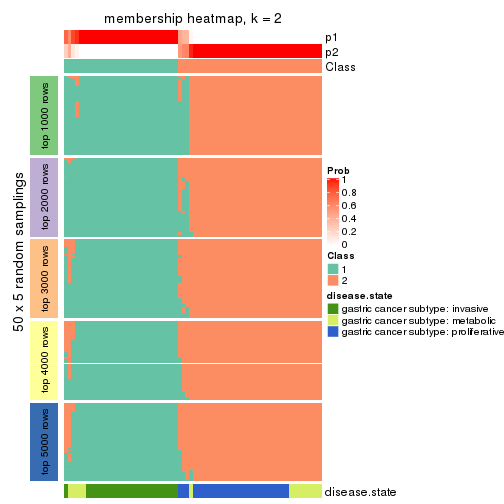 membership heatmap, k = 2
p1
p2
Class
50 x 5 random samplings
top 1000 rows
top 2000 rows
top 3000 rows
top 4000 rows
top 5000 rows
Prob
1
0.8
0.6
0.4
0.2
0
Class
1
2
disease.state
gastric cancer subtype: invasive
gastric cancer subtype: metabolic
gastric cancer subtype: proliferative
disease.state